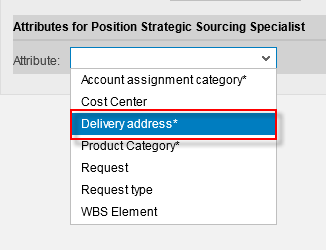 Attributes for Position Strategic Sourcing Specialist
Attribute:
Account assignment category*
Cost Center
Delivery address*
Product Category*
Request
Request type
WBS Element